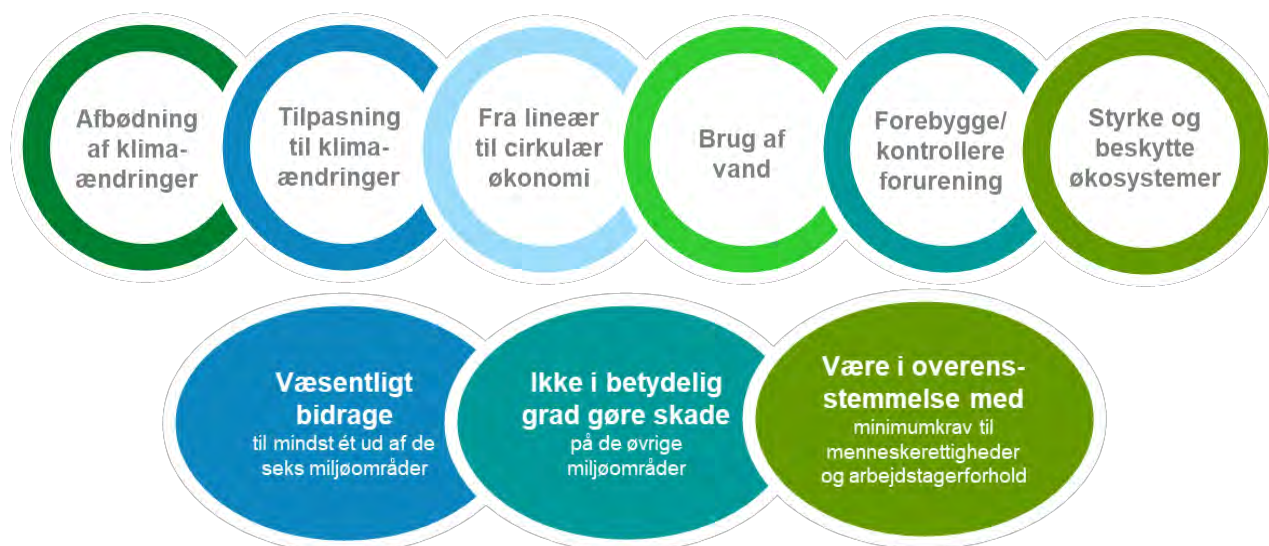 Afbødning
af klima-
ændringer
Tilpasning
til klima-
ændringer
Fra lineær
til cirkulær
økonomi
Brug af
vand
Forebygge/
kontrollere
forurening
Styrke og
beskytte
økosystemer
Væsentligt
bidrage
til mindst ét ud af de
seks miljøområder
Ikke i betydelig
grad gøre skade
på de øvrige
miljøområder
Være i overens-
stemmelse med
minimumkrav til
menneskerettigheder
og arbejdstagerforhold